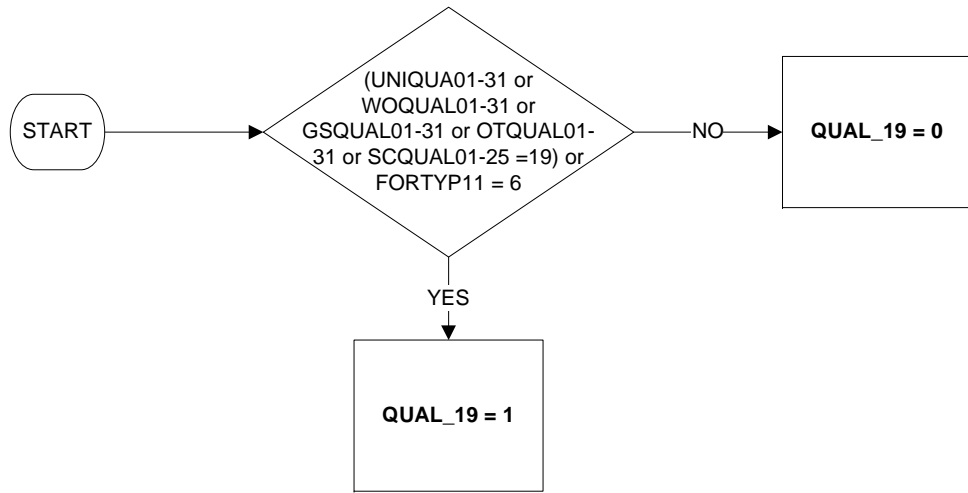 START
(UNIQUA01-31 or
WOQUAL01-31 or
GSQUAL01-31 or OTQUAL01-
31 or SCQUAL01-25 =19) or
FORTYP11 = 6
NO
QUAL_19 = 0
YES
QUAL_19 = 1